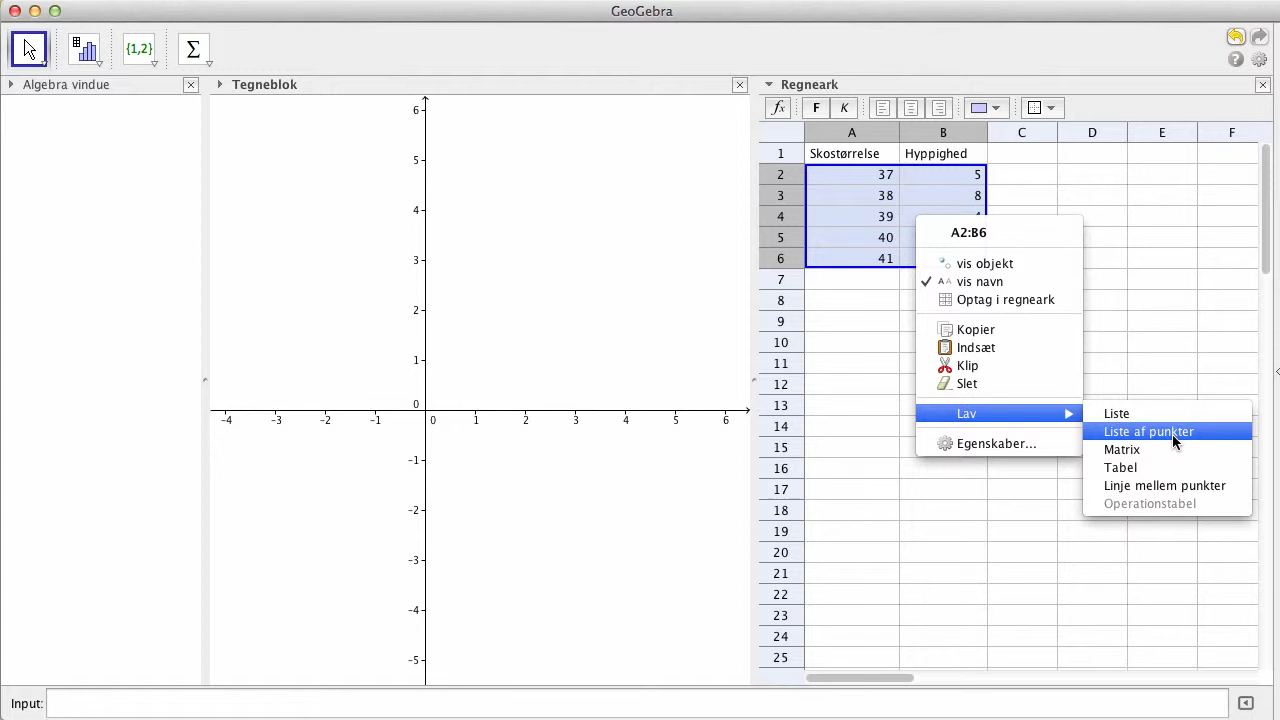 GeoGebra
{1,2}
Σ
Algebra vindue
Tegneblok
Regneark
fx F K
A B C D E F
1 Skostørrelse Hyppighed
2 37 5
3 38 8
4 39
5 40
6 41
7
8
9
10
11
12
13
14
15
16
17
18
19
20
21
22
23
24
25
A2:B6
vis objekt
AA vis navn
Optag i regneark
Kopier
Indsæt
Klip
Slet
Lav
Egenskaber...
Liste
Liste af punkter
Matrix
Tabel
Linje mellem punkter
Operationstabel
6
5
4
3
2
1
0
-4 -3 -2 -1 0 1 2 3 4 5 6
-1
-2
-3
-4
-5
Input: